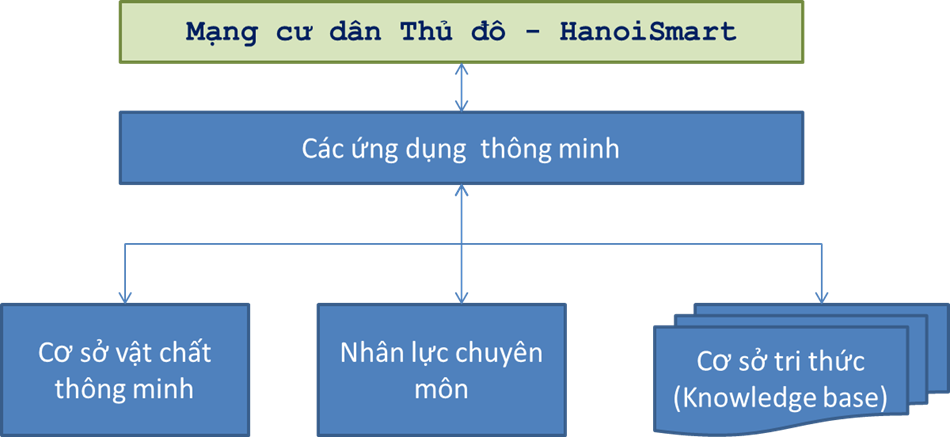 Mạng cư dân Thủ đô - HanoiSmart
Các ứng dụng thông minh
Cơ sở vật chất
thông minh
Nhân lực chuyên
môn
Cơ sở tri thức
(Knowledge base)